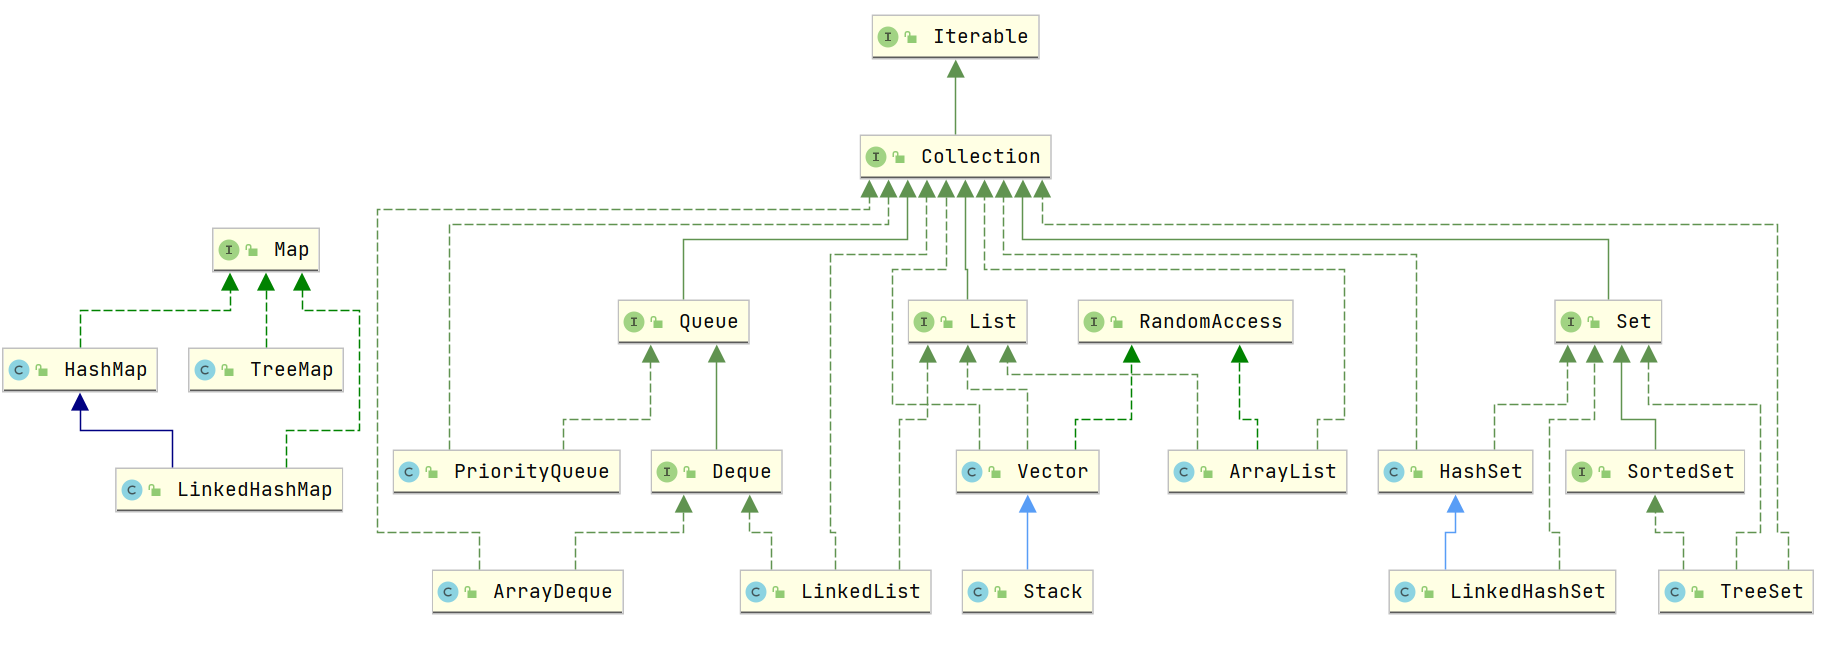 I Iterable
I Collection
I Map
I Queue
I List
I RandomAccess
I Set
C HashMap
C TreeMap
C LinkedHashMap
C PriorityQueue
I Deque
C Vector
C ArrayList
C HashSet
I SortedSet
C ArrayDeque
C LinkedList
C Stack
C LinkedHashSet
C TreeSet